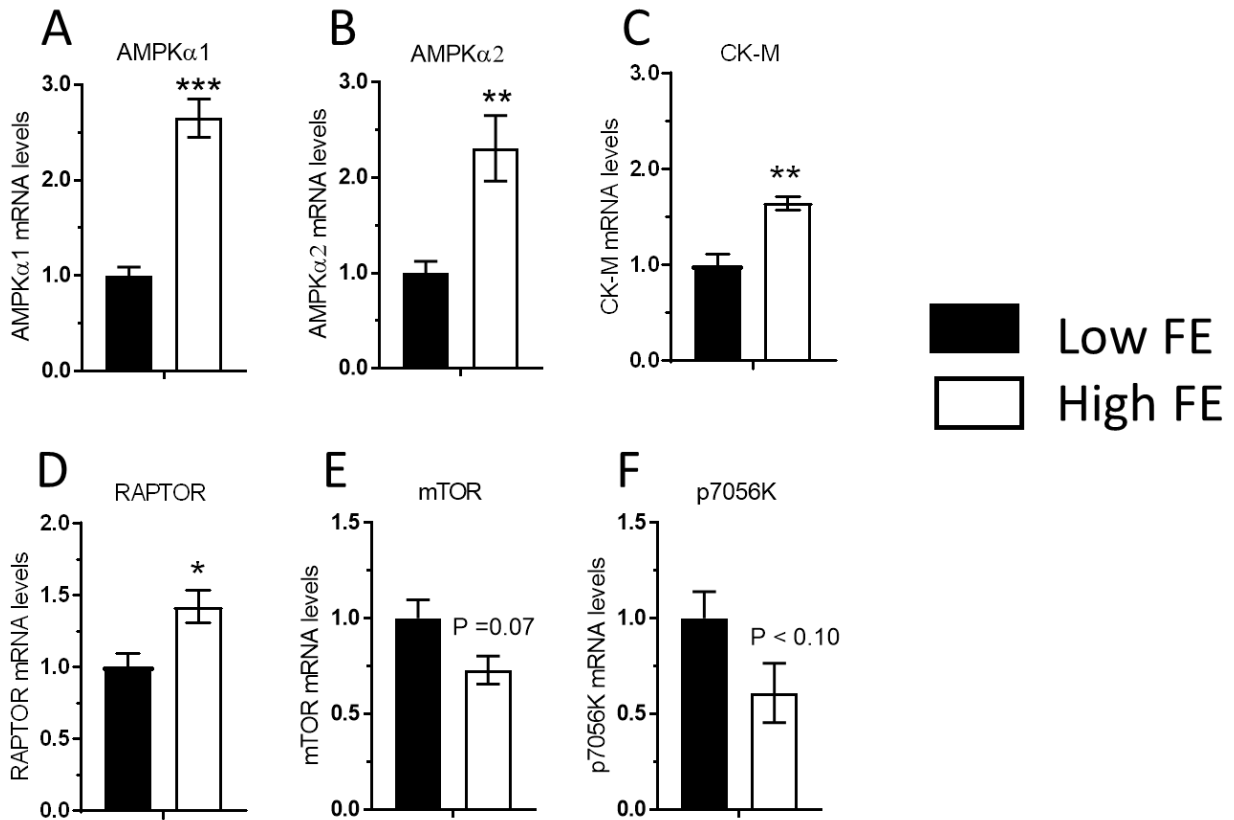 A
AMPKα1
AMPKα1 mRNA levels
3.0
2.0
1.0
0.0
***
B
AMPKα2
AMPKα2 mRNA levels
3.0
2.0
1.0
0.0
**
C
CK-M
CK-M mRNA levels
3.0
2.0
1.0
0.0
**
Low FE
High FE
D
RAPTOR
RAPTOR mRNA levels
2.0
1.5
1.0
0.5
0.0
*
E
mTOR
mTOR mRNA levels
1.5
1.0
0.5
0.0
P =0.07
F
p7056K
p7056K mRNA levels
1.5
1.0
0.5
0.0
P < 0.10